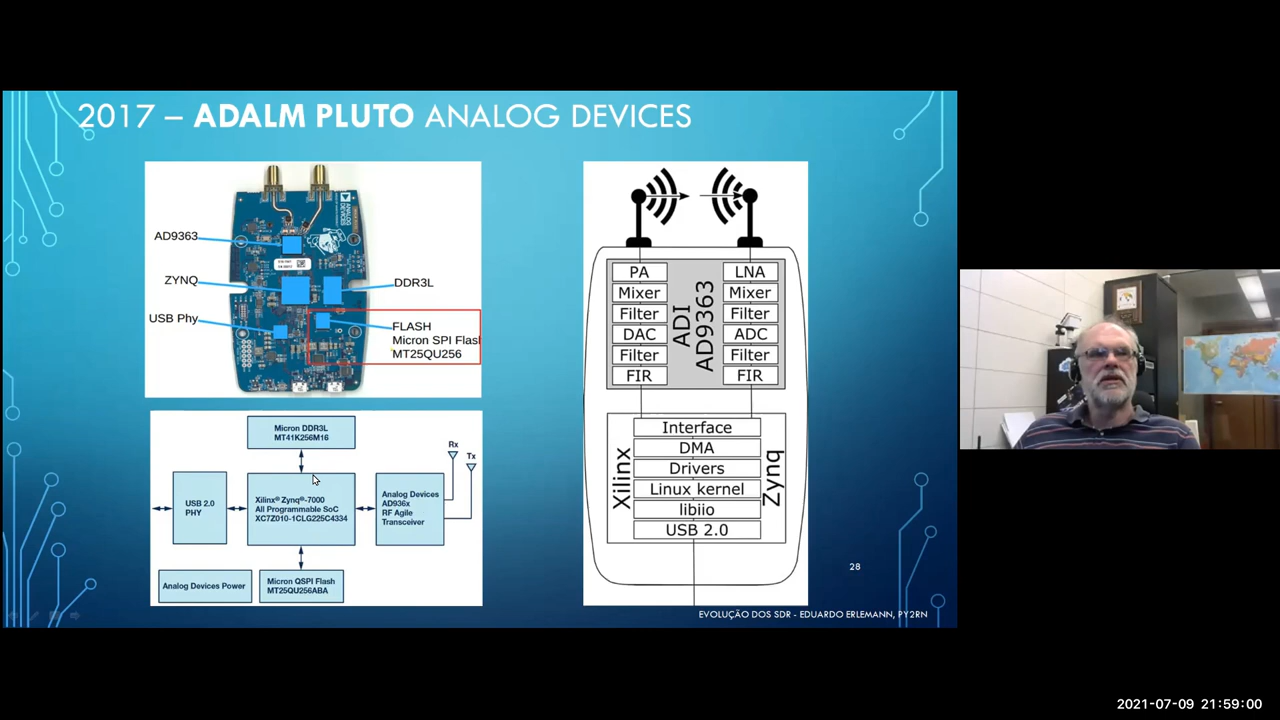 2017 – ADALM PLUTO ANALOG DEVICES
AD9363
ZYNQ
USB Phy
DDR3L
FLASH
Micron SPI Flas
MT25QU256
ANALOG
DEVICES
Micron DDR3L
MT41K256M16
Rx
Tx
USB 2.0
PHY
Xilinx® Zynq®-7000
All Programmable SoC
XC7Z010-1CLG225C4334
Analog Devices
AD936x
RF Agile
Transceiver
Analog Devices Power
Micron QSPI Flash
MT25QU256ABA
PA
Mixer
Filter
DAC
Filter
FIR
ADI
AD9363
LNA
Mixer
Filter
ADC
Filter
FIR
Xilinx
Interface
DMA
Drivers
Linux kernel
libiio
USB 2.0
Zynq
28
EVOLUÇÃO DOS SDR - EDUARDO ERLEMANN, PY2RN
2021-07-09 21:59:00